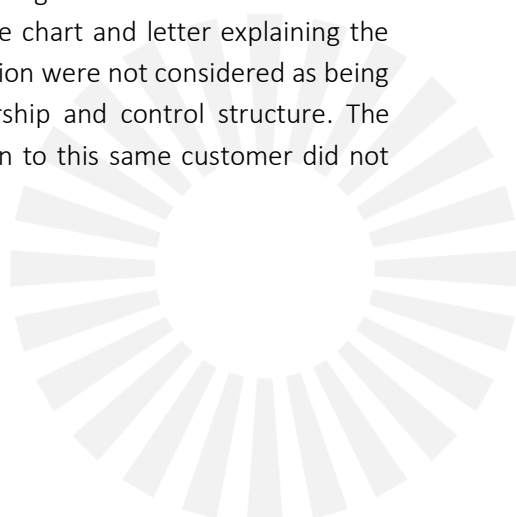 e chart and letter explaining the
ion were not considered as being
rship and control structure. The
n to this same customer did not